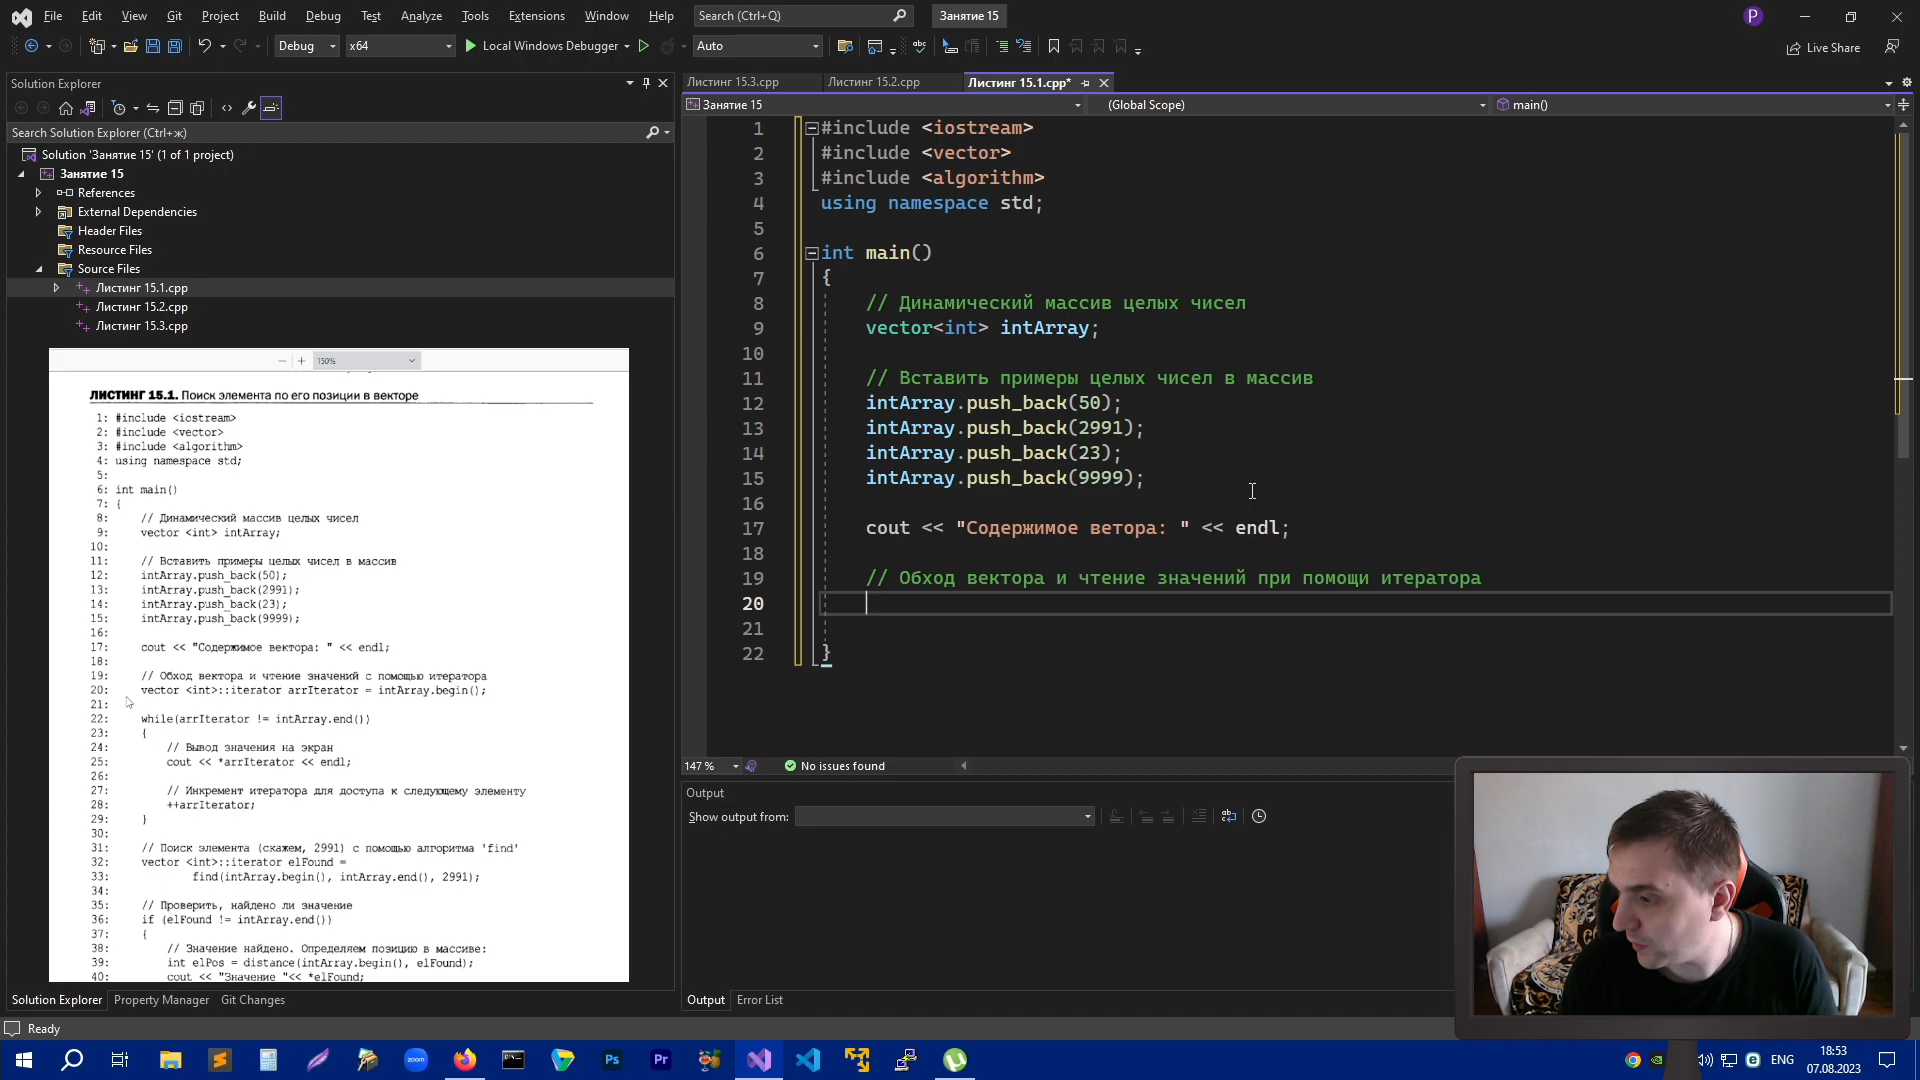 File Edit View Git Project Build Debug Test Analyze Tools Extensions Window Help Search (Ctrl+Q) Занятие 15 P
Debug x64 Local Windows Debugger Auto Live Share
Solution Explorer
Search Solution Explorer (Ctrl+ж)
Solution 'Занятие 15' (1 of 1 project)
Занятие 15
References
External Dependencies
Header Files
Resource Files
Source Files
Листинг 15.1.cpp
Листинг 15.2.cpp
Листинг 15.3.cpp
150%
ЛИСТИНГ 15.1. Поиск элемента по его позиции в векторе
1: #include <iostream>
2: #include <vector>
3: #include <algorithm>
4: using namespace std;
5:
6: int main()
7: {
8: // Динамический массив целых чисел
9: vector <int> intArray;
10:
11: // Вставить примеры целых чисел в массив
12: intArray.push_back(50);
13: intArray.push_back(2991);
14: intArray.push_back(23);
15: intArray.push_back(9999);
16:
17: cout << "Содержимое вектора: " << endl;
18:
19: // Обход вектора и чтение значений с помощью итератора
20: vector <int>::iterator arrIterator = intArray.begin();
21:
22: while(arrIterator != intArray.end())
23: {
24: // Вывод значения на экран
25: cout << *arrIterator << endl;
26:
27: // Инкремент итератора для доступа к следующему элементу
28: ++arrIterator;
29: }
30:
31: // Поиск элемента (скажем, 2991) с помощью алгоритма 'find'
32: vector <int>::iterator elFound =
33: find(intArray.begin(), intArray.end(), 2991);
34:
35: // Проверить, найдено ли значение
36: if (elFound != intArray.end())
37: {
38: // Значение найдено. Определяем позицию в массиве:
39: int elPos = distance(intArray.begin(), elFound);
40: cout << "Значение "<< *elFound;
Solution Explorer Property Manager Git Changes
Листинг 15.3.cpp Листинг 15.2.cpp Листинг 15.1.cpp*
Занятие 15 (Global Scope) main()
1 #include <iostream>
2 #include <vector>
3 #include <algorithm>
4 using namespace std;
5
6 int main()
7 {
8 // Динамический массив целых чисел
9 vector<int> intArray;
10
11 // Вставить примеры целых чисел в массив
12 intArray.push_back(50);
13 intArray.push_back(2991);
14 intArray.push_back(23);
15 intArray.push_back(9999);
16
17 cout << "Содержимое ветора: " << endl;
18
19 // Обход вектора и чтение значений при помощи итератора
20
21
22 }
147 % No issues found
Output
Show output from:
Output Error List
Ready
zoom Ps Pr ENG 18:53
07.08.2023